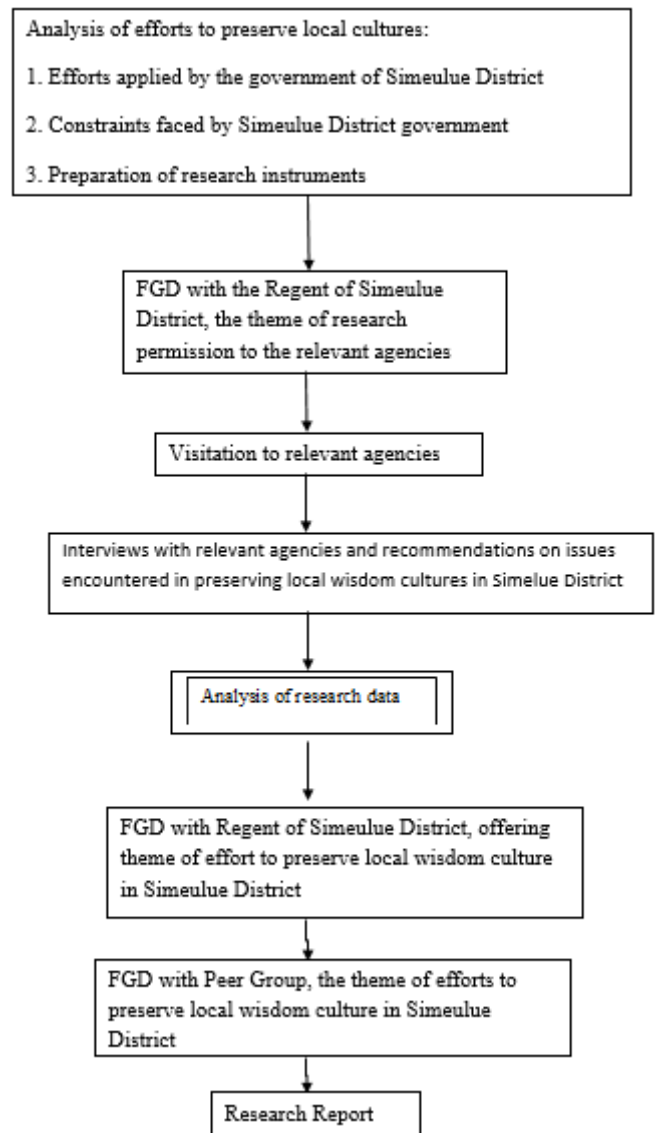 Analysis of efforts to preserve local cultures:
1. Efforts applied by the government of Simeulue District
2. Constraints faced by Simeulue District government
3. Preparation of research instruments
FGD with the Regent of Simeulue
District, the theme of research
permission to the relevant agencies
Visitation to relevant agencies
Interviews with relevant agencies and recommendations on issues
encountered in preserving local wisdom cultures in Simelue District
Analysis of research data
FGD with Regent of Simeulue District, offering
theme of effort to preserve local wisdom culture
in Simeulue District
FGD with Peer Group, the theme of efforts to
preserve local wisdom culture in Simeulue
District
Research Report